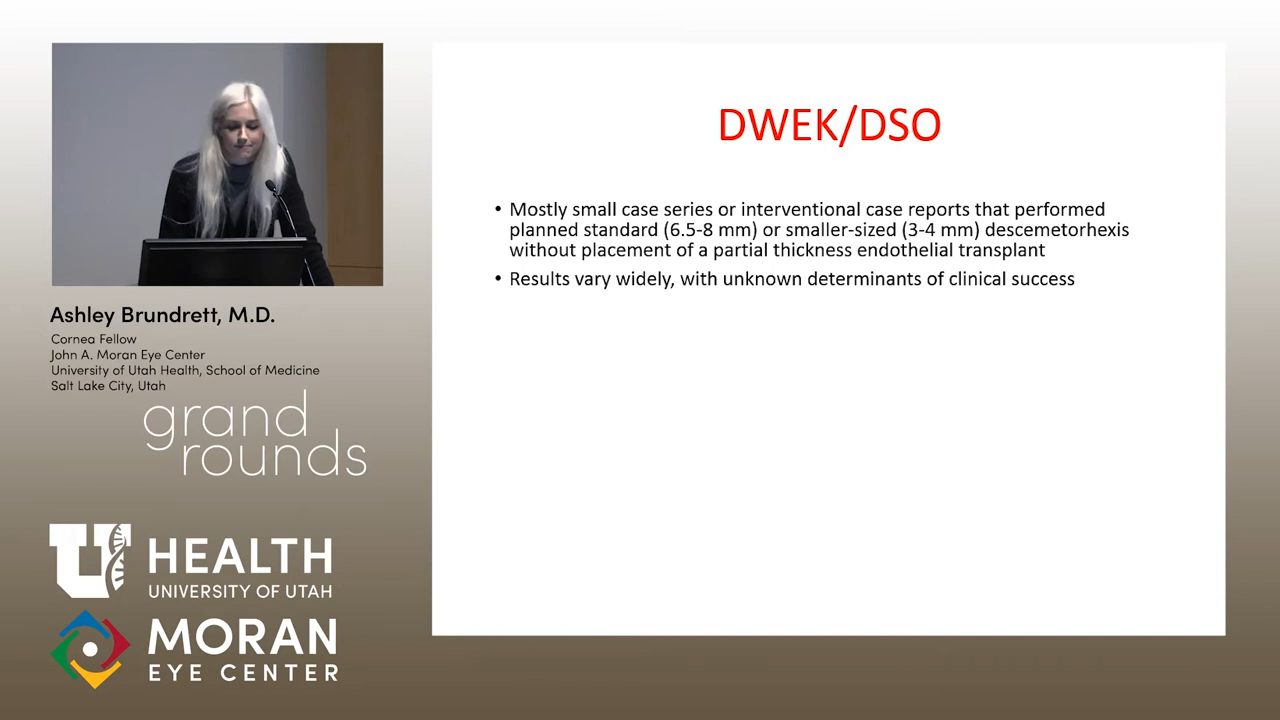 DWEK/DSO
• Mostly small case series or interventional case reports that performed
planned standard (6.5-8 mm) or smaller-sized (3-4 mm) descemetorhexis
without placement of a partial thickness endothelial transplant
• Results vary widely, with unknown determinants of clinical success
Ashley Brundrett, M.D.
Cornea Fellow
John A. Moran Eye Center
University of Utah Health, School of Medicine
Salt Lake City, Utah
grand
rounds
U HEALTH
UNIVERSITY OF UTAH
MORAN
EYE CENTER